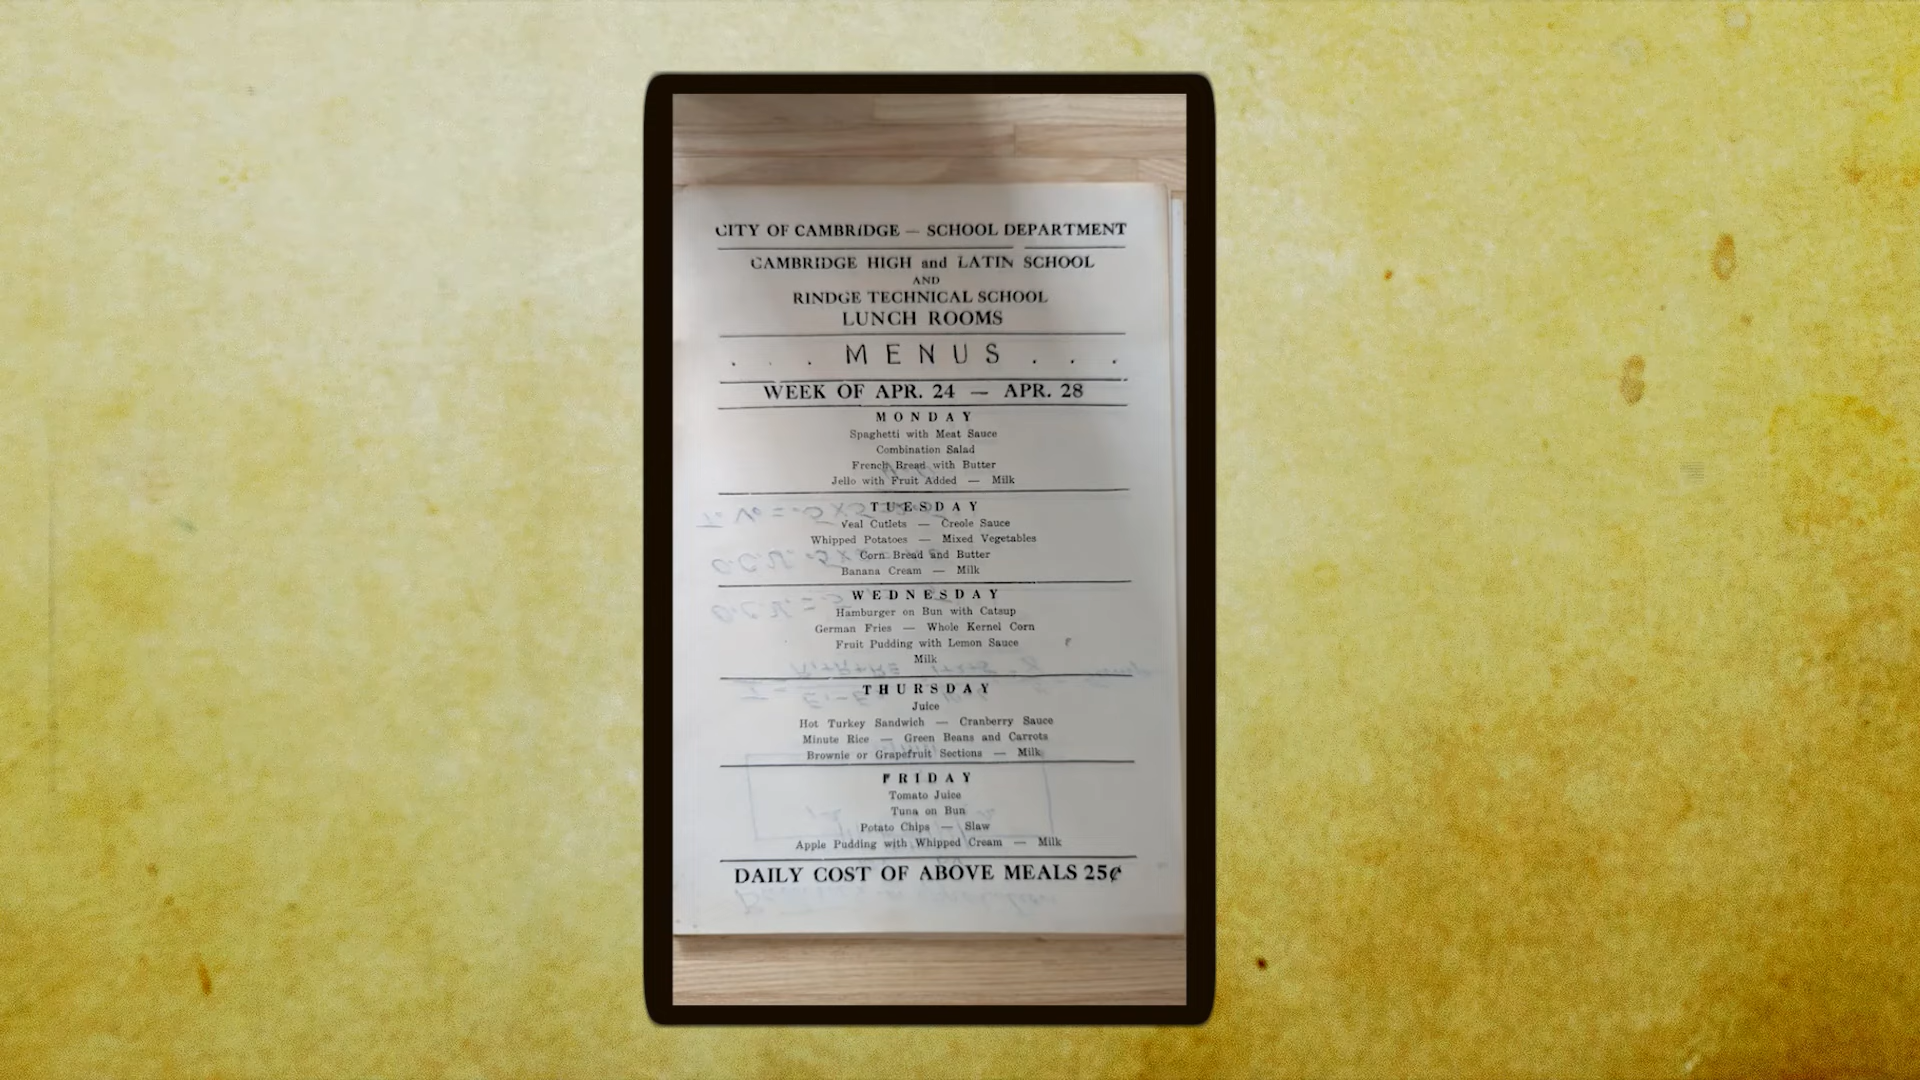 CITY OF CAMBRIDGE — SCHOOL DEPARTMENT
CAMBRIDGE HIGH and LATIN SCHOOL
AND
RINDGE TECHNICAL SCHOOL
LUNCH ROOMS
. . . MENUS . . .
WEEK OF APR. 24 — APR. 28
MONDAY
Spaghetti with Meat Sauce
Combination Salad
French Bread with Butter
Jello with Fruit Added — Milk
TUESDAY
Veal Cutlets — Creole Sauce
Whipped Potatoes — Mixed Vegetables
Corn Bread and Butter
Banana Cream — Milk
WEDNESDAY
Hamburger on Bun with Catsup
German Fries — Whole Kernel Corn
Fruit Pudding with Lemon Sauce
Milk
THURSDAY
Juice
Hot Turkey Sandwich — Cranberry Sauce
Minute Rice — Green Beans and Carrots
Brownie or Grapefruit Sections — Milk
FRIDAY
Tomato Juice
Tuna on Bun
Potato Chips — Slaw
Apple Pudding with Whipped Cream — Milk
DAILY COST OF ABOVE MEALS 25¢